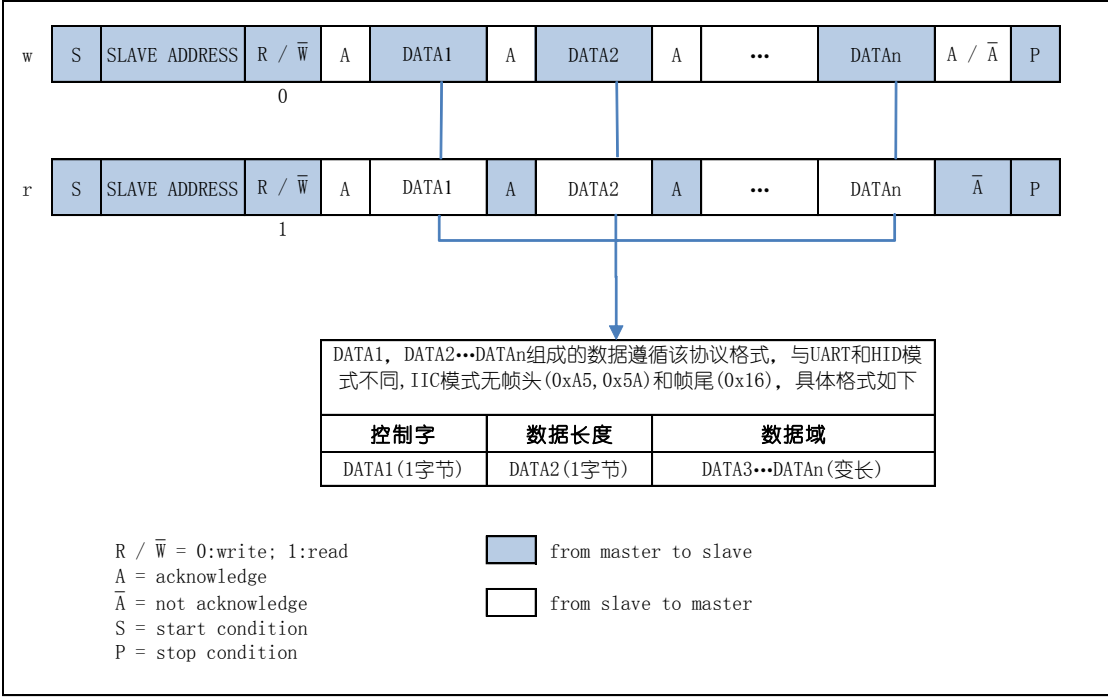 w S SLAVE ADDRESS R / W̅ A DATA1 A DATA2 A ••• DATAn A / A̅ P
0
r S SLAVE ADDRESS R / W̅ A DATA1 A DATA2 A ••• DATAn A̅ P
1
DATA1, DATA2•••DATAn组成的数据遵循该协议格式, 与UART和HID模
式不同,IIC模式无帧头(0xA5,0x5A)和帧尾(0x16), 具体格式如下
控制字 数据长度 数据域
DATA1(1字节) DATA2(1字节) DATA3•••DATAn(变长)
R / W̅ = 0:write; 1:read
A = acknowledge
A̅ = not acknowledge
S = start condition
P = stop condition
from master to slave
from slave to master